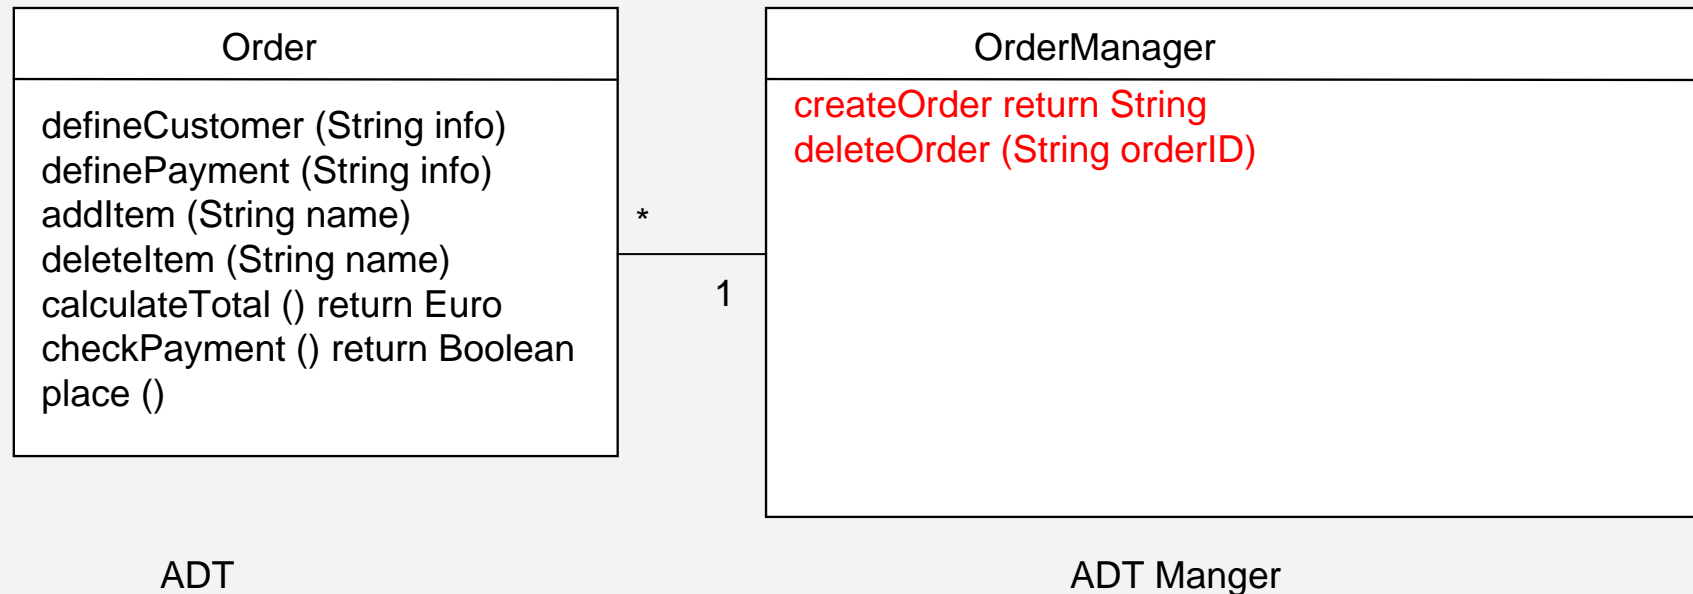 Order
defineCustomer (String info)
definePayment (String info)
addItem (String name)
deleteItem (String name)
calculateTotal () return Euro
checkPayment () return Boolean
place ()
*
1
OrderManager
createOrder return String
deleteOrder (String orderID)
ADT
ADT Manger